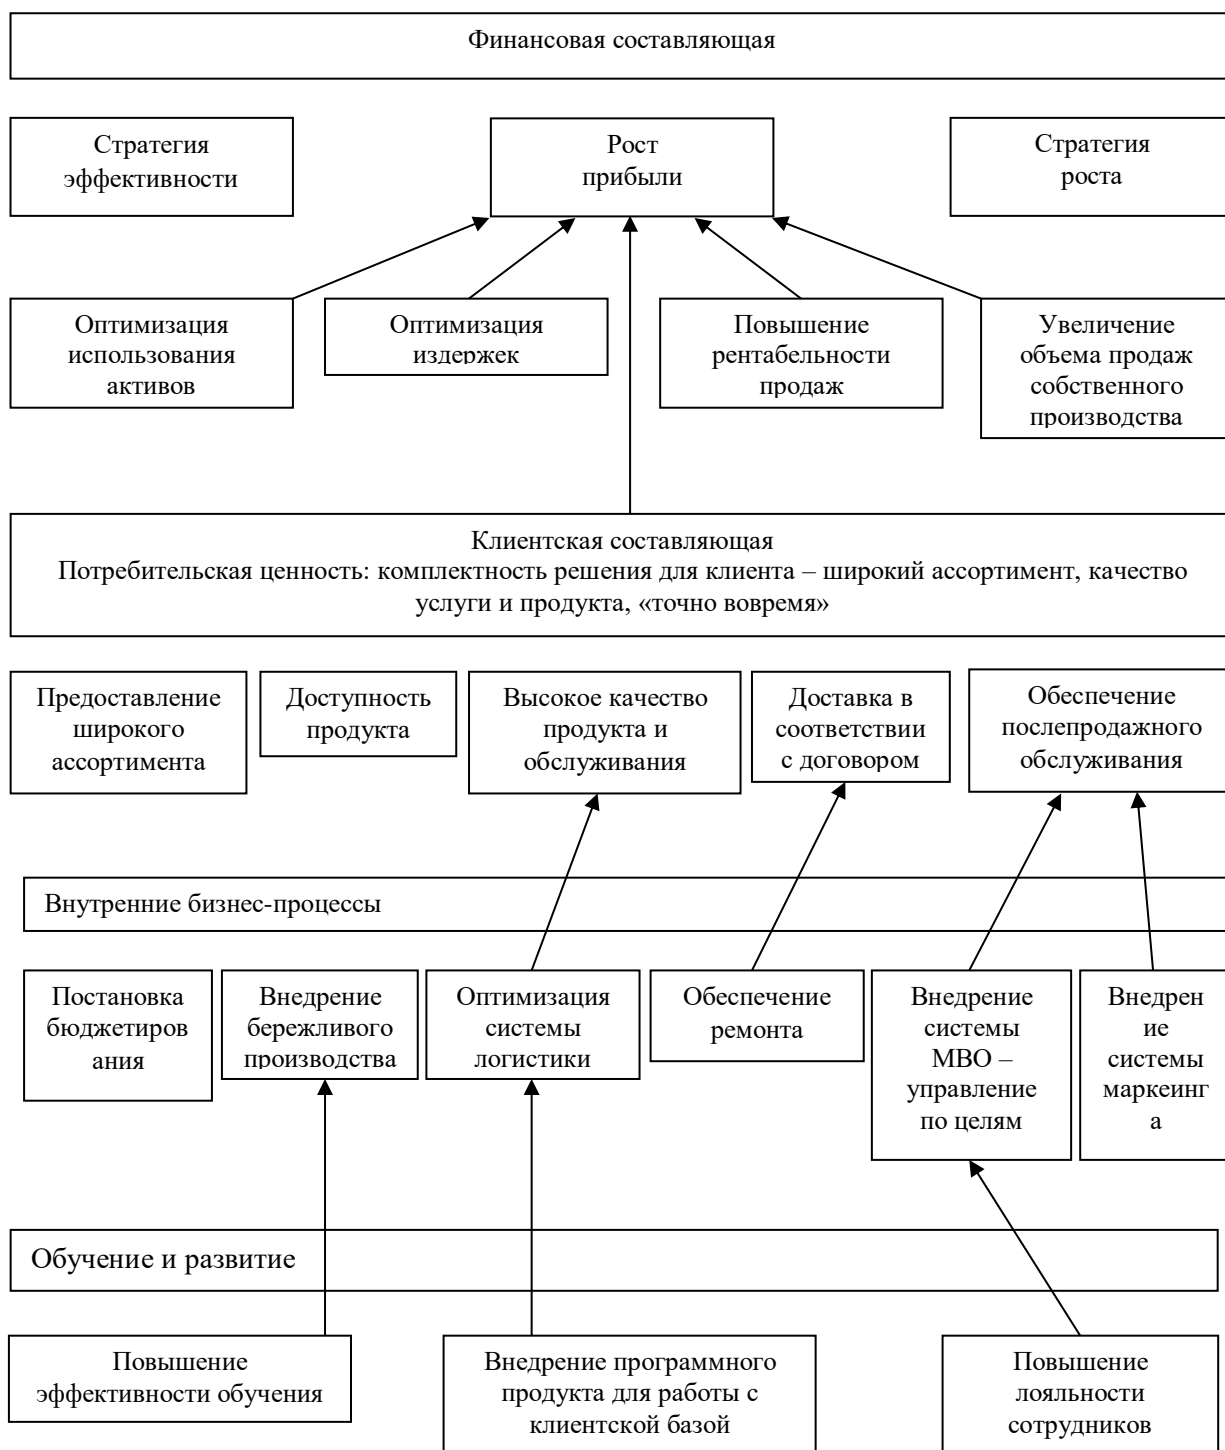 Финансовая составляющая
Стратегия
эффективности
Рост
прибыли
Стратегия
роста
Оптимизация
использования
активов
Оптимизация
издержек
Повышение
рентабельности
продаж
Увеличение
объема продаж
собственного
производства
Клиентская составляющая
Потребительская ценность: комплектность решения для клиента – широкий ассортимент, качество
услуги и продукта, «точно вовремя»
Предоставление
широкого
ассортимента
Доступность
продукта
Высокое качество
продукта и
обслуживания
Доставка в
соответствии
с договором
Обеспечение
послепродажного
обслуживания
Внутренние бизнес-процессы
Постановка
бюджетиров
ания
Внедрение
бережливого
производства
Оптимизация
системы
логистики
Обеспечение
ремонта
Внедрение
системы
МВО –
управление
по целям
Внедрен
ие
системы
маркеинг
а
Обучение и развитие
Повышение
эффективности обучения
Внедрение программного
продукта для работы с
клиентской базой
Повышение
лояльности
сотрудников